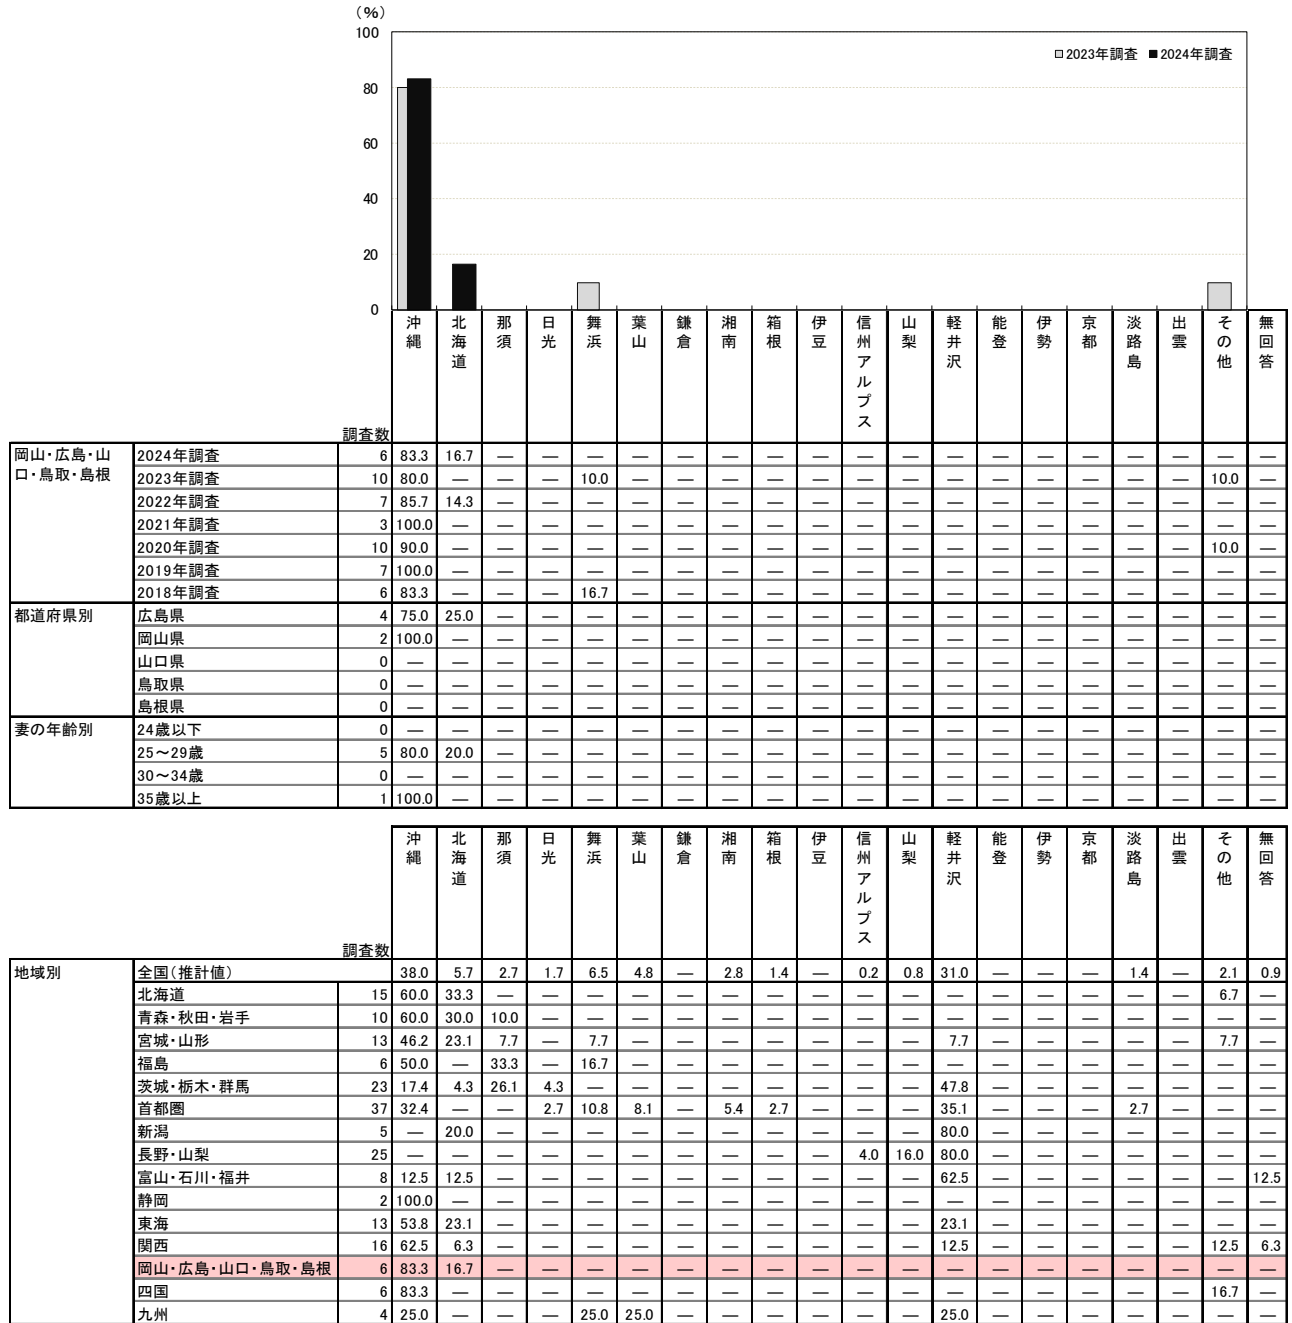 (%)
100
80
60
40
20
0
□2023年調査 ■2024年調査
沖縄 北海道 那須 日光 舞浜 葉山 鎌倉 湘南 箱根 伊豆 信州アルプス 山梨 軽井沢 能登 伊勢 京都 淡路島 出雲 その他 無回答
調査数
岡山・広島・山口・鳥取・島根 2024年調査 6 83.3 16.7 — — — — — — — — — — — — — — — — — —
2023年調査 10 80.0 — — — 10.0 — — — — — — — — — — — — — 10.0 —
2022年調査 7 85.7 14.3 — — — — — — — — — — — — — — — — — —
2021年調査 3 100.0 — — — — — — — — — — — — — — — — — — —
2020年調査 10 90.0 — — — — — — — — — — — — — — — — — 10.0 —
2019年調査 7 100.0 — — — — — — — — — — — — — — — — — — —
2018年調査 6 83.3 — — — 16.7 — — — — — — — — — — — — — — —
都道府県別 広島県 4 75.0 25.0 — — — — — — — — — — — — — — — — — —
岡山県 2 100.0 — — — — — — — — — — — — — — — — — — —
山口県 0 — — — — — — — — — — — — — — — — — — — —
鳥取県 0 — — — — — — — — — — — — — — — — — — — —
島根県 0 — — — — — — — — — — — — — — — — — — — —
妻の年齢別 24歳以下 0 — — — — — — — — — — — — — — — — — — — —
25～29歳 5 80.0 20.0 — — — — — — — — — — — — — — — — — —
30～34歳 0 — — — — — — — — — — — — — — — — — — — —
35歳以上 1 100.0 — — — — — — — — — — — — — — — — — — —
沖縄 北海道 那須 日光 舞浜 葉山 鎌倉 湘南 箱根 伊豆 信州アルプス 山梨 軽井沢 能登 伊勢 京都 淡路島 出雲 その他 無回答
調査数
地域別 全国(推計値) 38.0 5.7 2.7 1.7 6.5 4.8 — 2.8 1.4 — 0.2 0.8 31.0 — — — 1.4 — 2.1 0.9
北海道 15 60.0 33.3 — — — — — — — — — — — — — — — — 6.7 —
青森・秋田・岩手 10 60.0 30.0 10.0 — — — — — — — — — — — — — — — — —
宮城・山形 13 46.2 23.1 7.7 — 7.7 — — — — — — — 7.7 — — — — — 7.7 —
福島 6 50.0 — 33.3 — 16.7 — — — — — — — — — — — — — — —
茨城・栃木・群馬 23 17.4 4.3 26.1 4.3 — — — — — — — — 47.8 — — — — — — —
首都圏 37 32.4 — — 2.7 10.8 8.1 — 5.4 2.7 — — — 35.1 — — — 2.7 — — —
新潟 5 — 20.0 — — — — — — — — — — 80.0 — — — — — — —
長野・山梨 25 — — — — — — — — — — 4.0 16.0 80.0 — — — — — — —
富山・石川・福井 8 12.5 12.5 — — — — — — — — — — 62.5 — — — — — — 12.5
静岡 2 100.0 — — — — — — — — — — — — — — — — — — —
東海 13 53.8 23.1 — — — — — — — — — — 23.1 — — — — — — —
関西 16 62.5 6.3 — — — — — — — — — — 12.5 — — — — — 12.5 6.3
岡山・広島・山口・鳥取・島根 6 83.3 16.7 — — — — — — — — — — — — — — — — — —
四国 6 83.3 — — — — — — — — — — — — — — — — — 16.7 —
九州 4 25.0 — — — 25.0 25.0 — — — — — — 25.0 — — — — — — —